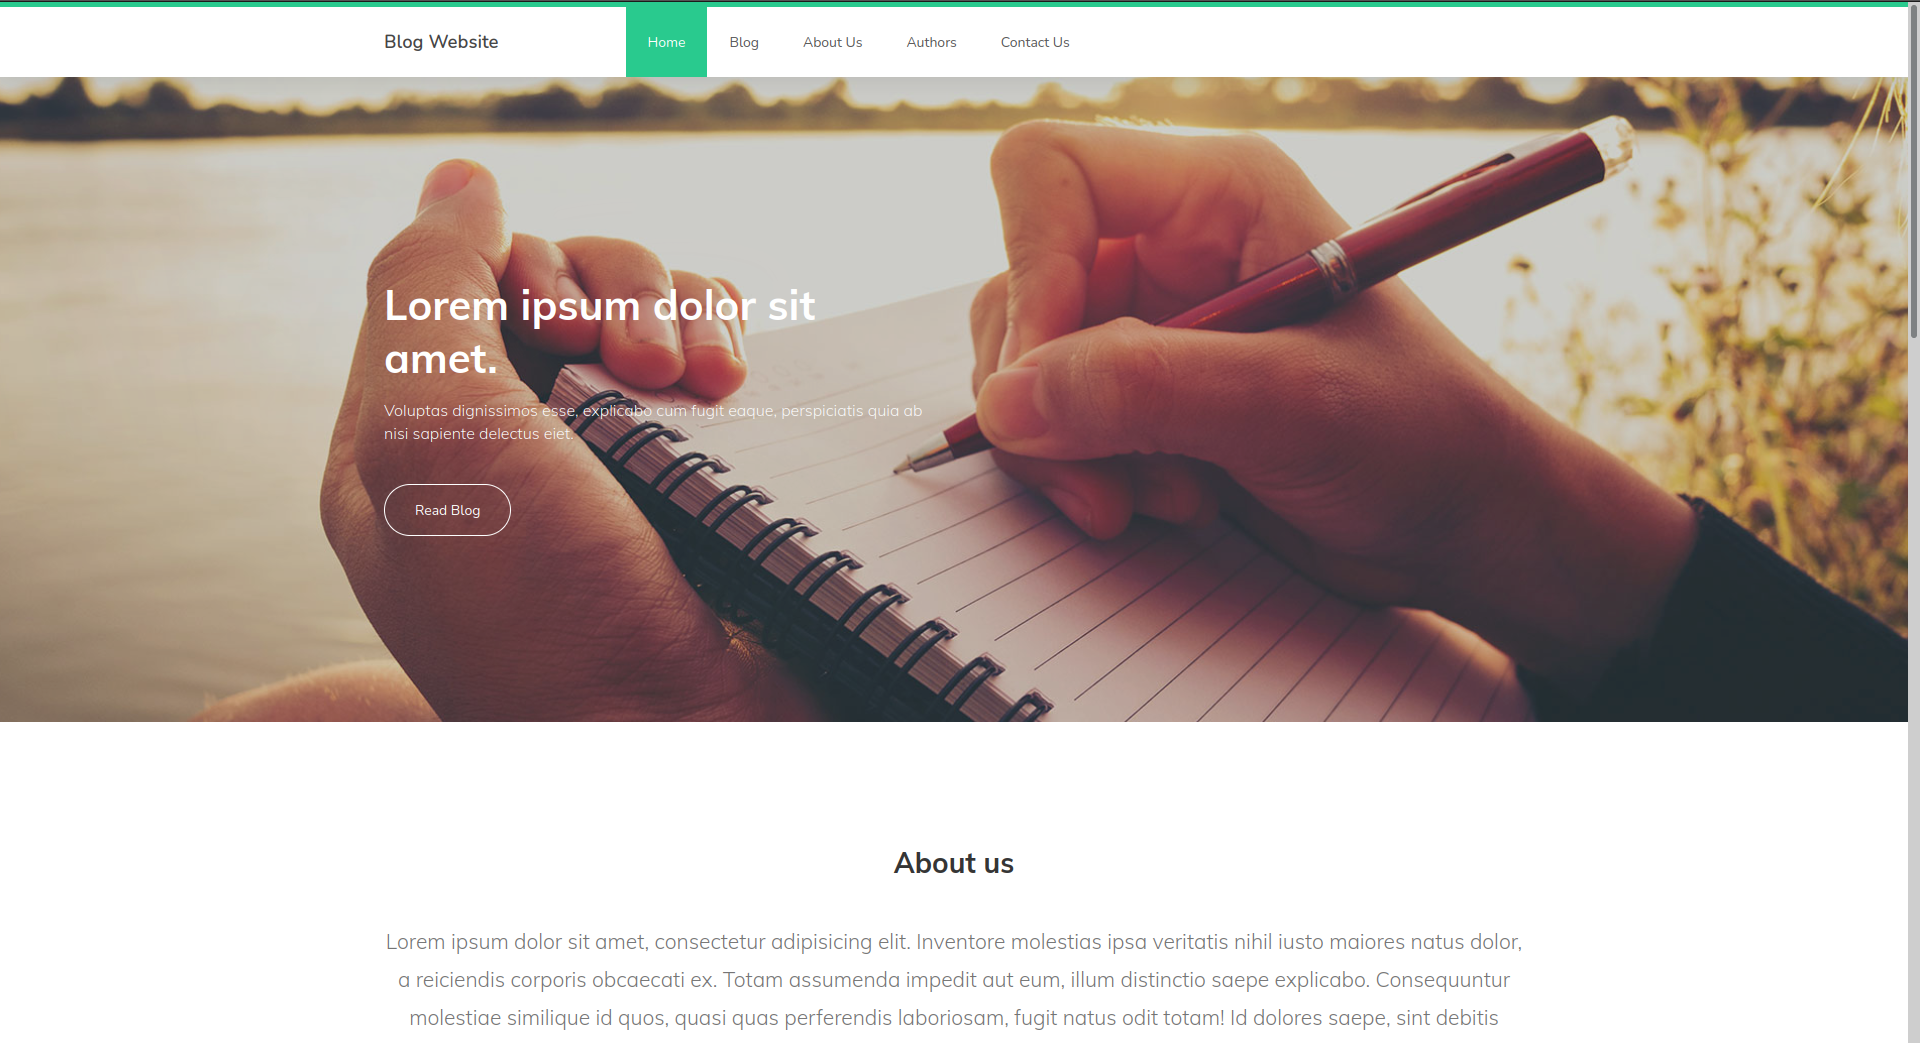 Blog Website
Home
Blog
About Us
Authors
Contact Us
Lorem ipsum dolor sit
amet.
Voluptas dignissimos esse, explicabo cum fugit eaque, perspiciatis quia ab
nisi sapiente delectus eiet.
Read Blog
About us
Lorem ipsum dolor sit amet, consectetur adipisicing elit. Inventore molestias ipsa veritatis nihil iusto maiores natus dolor,
a reiciendis corporis obcaecati ex. Totam assumenda impedit aut eum, illum distinctio saepe explicabo. Consequuntur
molestiae similique id quos, quasi quas perferendis laboriosam, fugit natus odit totam! Id dolores saepe, sint debitis